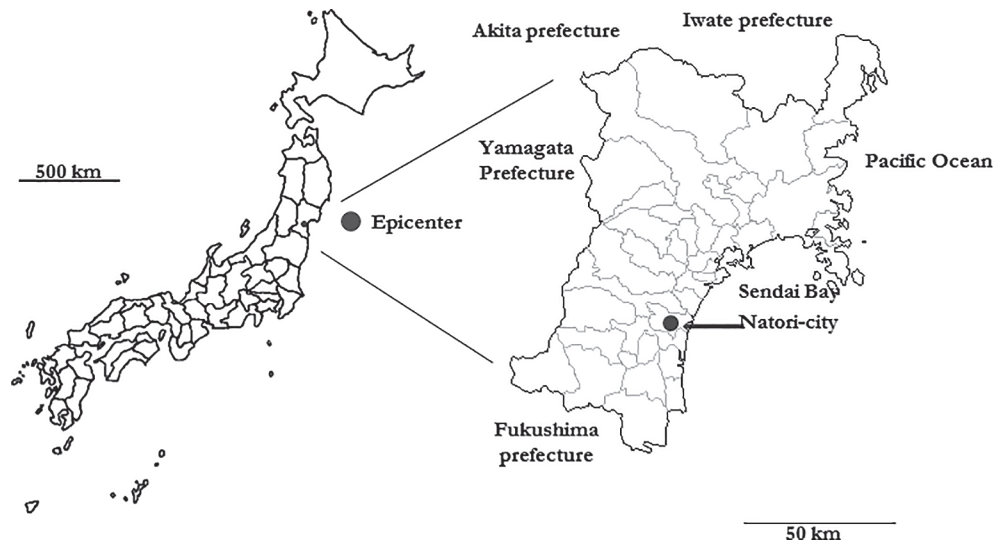 Iwate prefecture
Akita prefecture
Yamagata
Prefecture
Pacific Ocean
500 km
Epicenter
Sendai Bay
Natori-city
Fukushima
prefecture
50 km